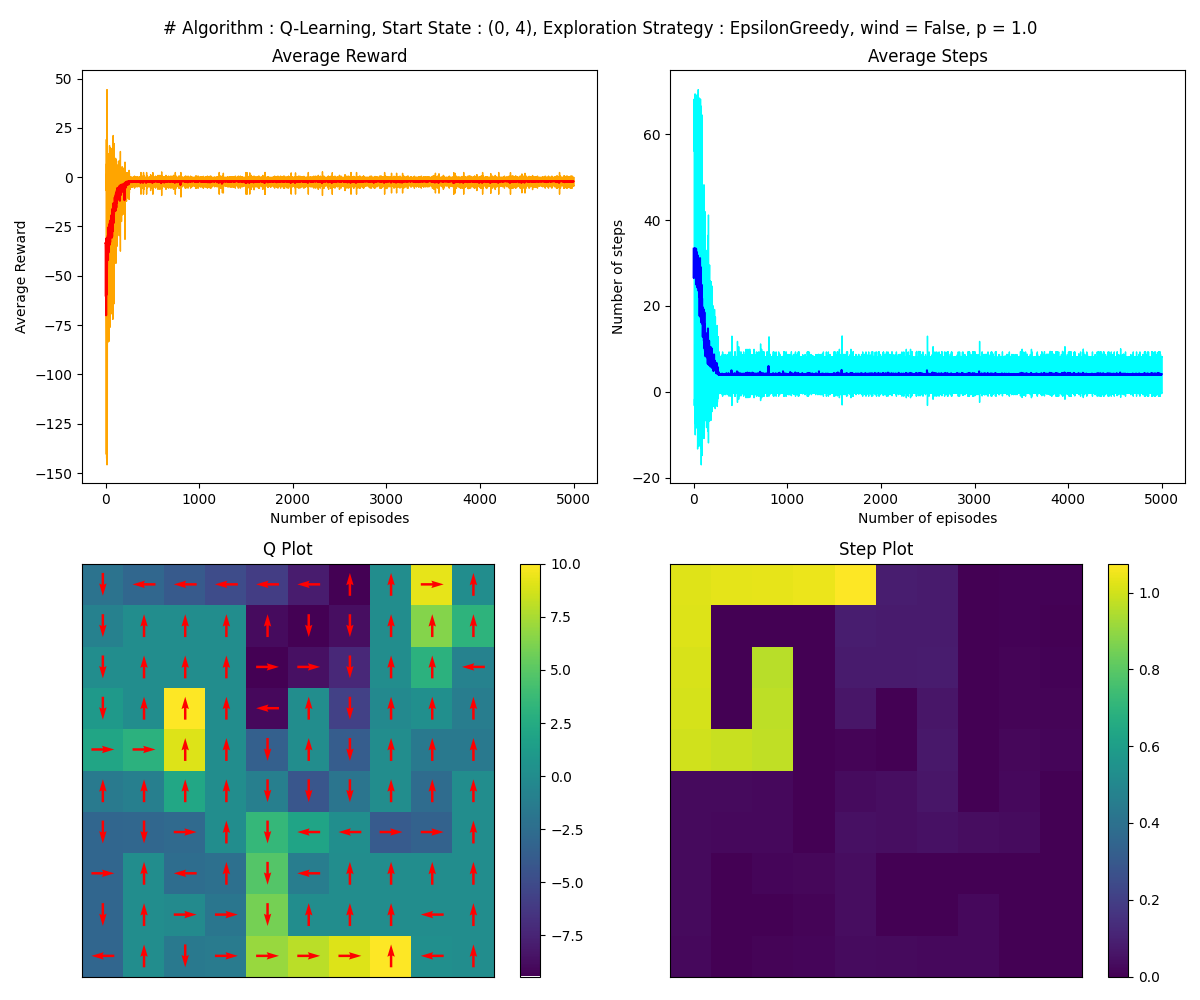 # Algorithm : Q-Learning, Start State : (0, 4), Exploration Strategy : EpsilonGreedy, wind = False, p = 1.0
Average Reward
50
25
0
−25
−50
−75
−100
−125
−150
Average Reward
0 1000 2000 3000 4000 5000
Number of episodes
Average Steps
60
40
20
0
−20
Number of steps
0 1000 2000 3000 4000 5000
Number of episodes
Q Plot
10.0
7.5
5.0
2.5
0.0
−2.5
−5.0
−7.5
Step Plot
1.0
0.8
0.6
0.4
0.2
0.0